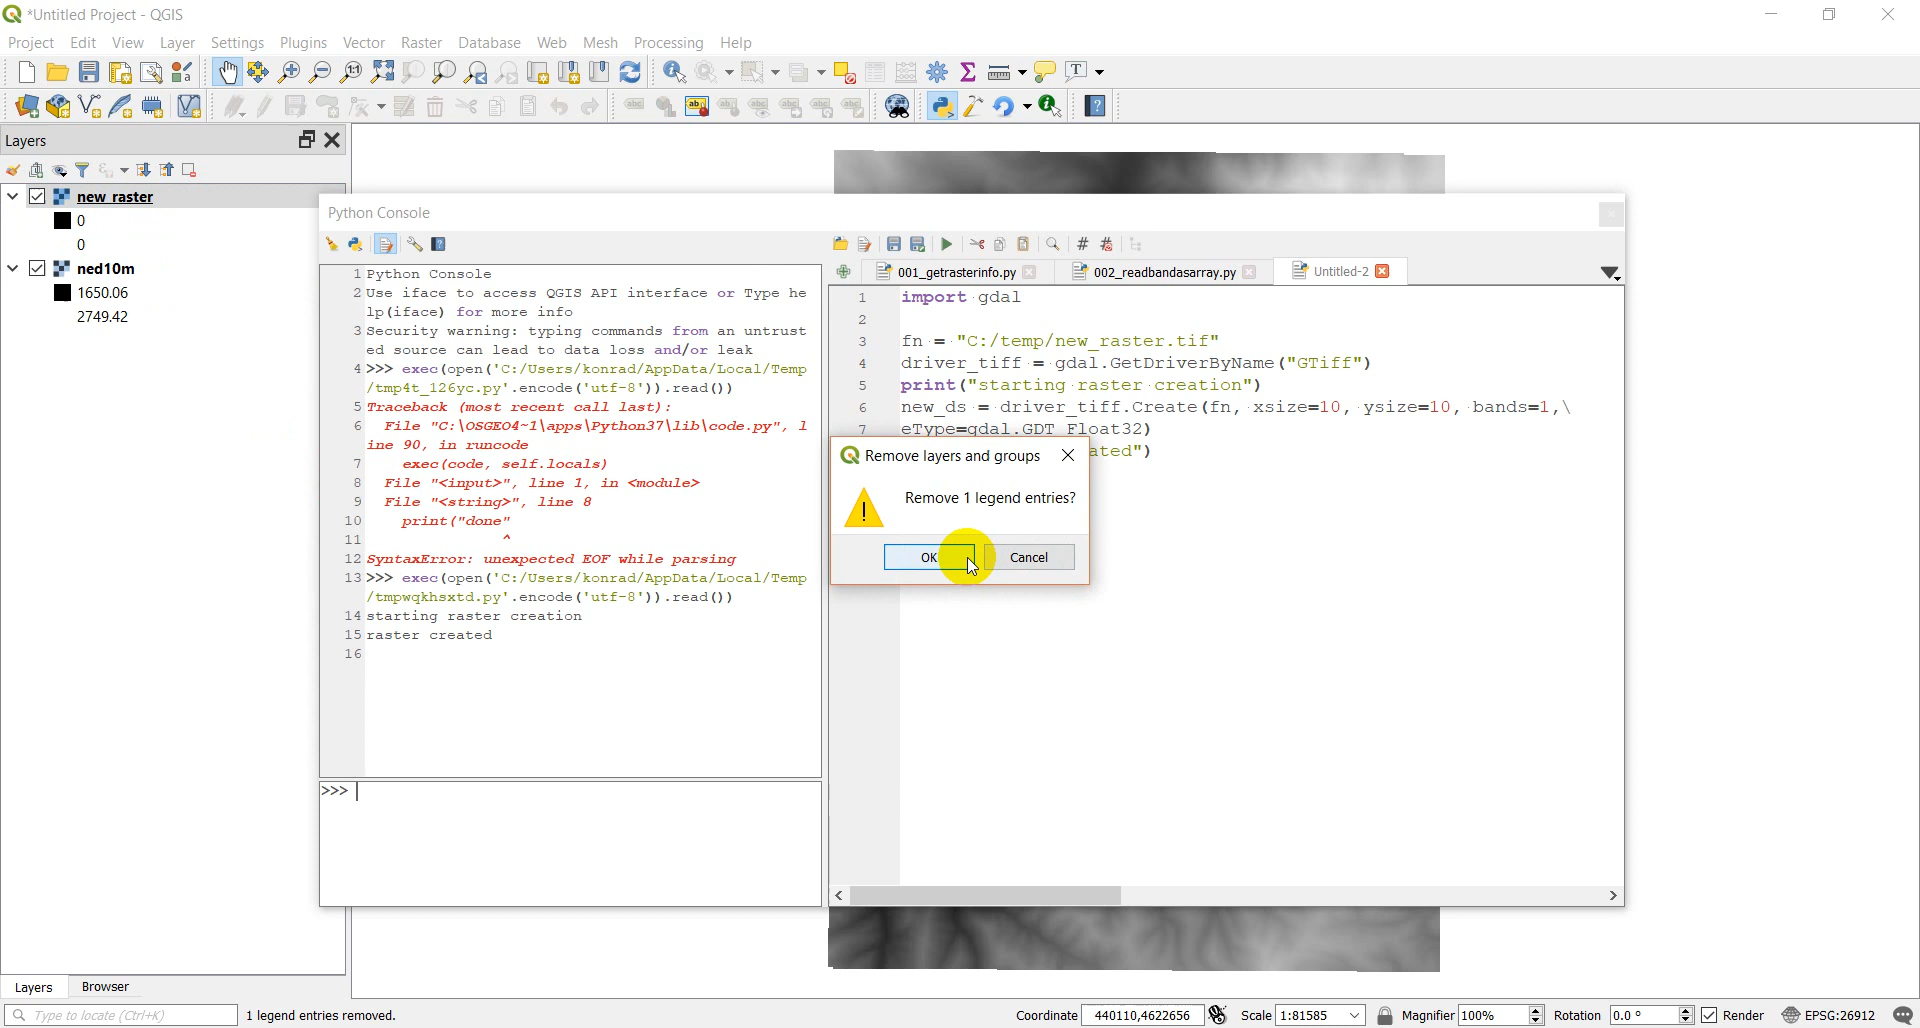 *Untitled Project - QGIS
Project Edit View Layer Settings Plugins Vector Raster Database Web Mesh Processing Help
Layers
new_raster
0
0
ned10m
1650.06
2749.42
Python Console
1 Python Console
2 Use iface to access QGIS API interface or Type he
lp(iface) for more info
3 Security warning: typing commands from an untrust
ed source can lead to data loss and/or leak
4 >>> exec(open('C:/Users/konrad/AppData/Local/Temp
/tmp4t_126yc.py'.encode('utf-8')).read())
5 Traceback (most recent call last):
6 File "C:\OSGEO4~1\apps\Python37\lib\code.py", l
ine 90, in runcode
7 exec(code, self.locals)
8 File "<input>", line 1, in <module>
9 File "<string>", line 8
10 print("done"
11 ^
12 SyntaxError: unexpected EOF while parsing
13 >>> exec(open('C:/Users/konrad/AppData/Local/Temp
/tmpwqkhsxtd.py'.encode('utf-8')).read())
14 starting raster creation
15 raster created
16
>>>
001_getrasterinfo.py 002_readbandasarray.py Untitled-2
1 import gdal
2
3 fn = "C:/temp/new_raster.tif"
4 driver_tiff = gdal.GetDriverByName("GTiff")
5 print("starting raster creation")
6 new_ds = driver_tiff.Create(fn, xsize=10, ysize=10, bands=1,\
7 eType=gdal.GDT_Float32)
ated")
Remove layers and groups
Remove 1 legend entries?
OK Cancel
Layers Browser
Type to locate (Ctrl+K) 1 legend entries removed. Coordinate 440110,4622656 Scale 1:81585 Magnifier 100% Rotation 0.0 ° Render EPSG:26912